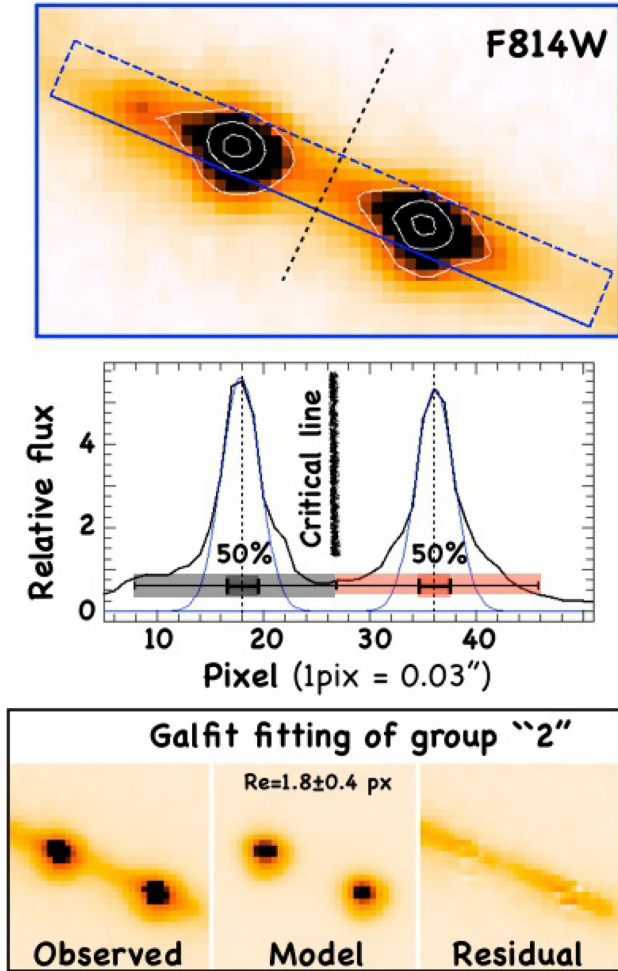 F814W
4
2
0
Relative flux
Critical line
50% 50%
10 20 30 40
Pixel (1pix = 0.03”)
Galfit fitting of group “2”
Re=1.8±0.4 px
Observed Model Residual